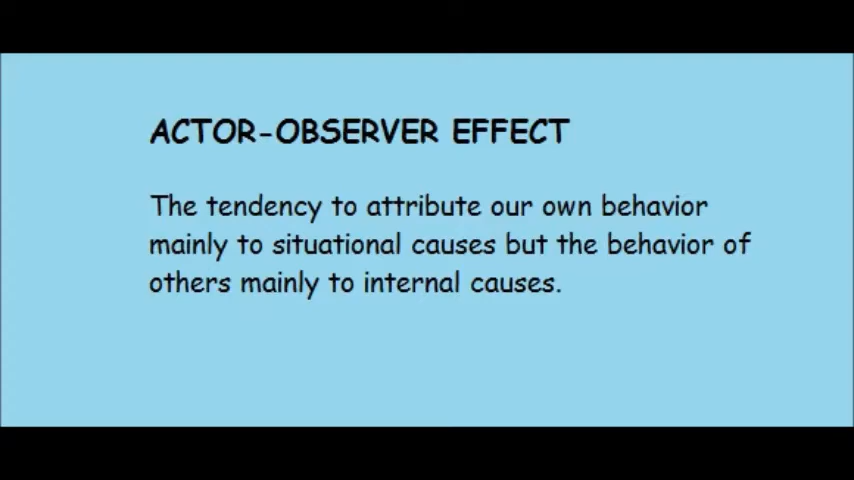 ACTOR-OBSERVER EFFECT
The tendency to attribute our own behavior
mainly to situational causes but the behavior of
others mainly to internal causes.